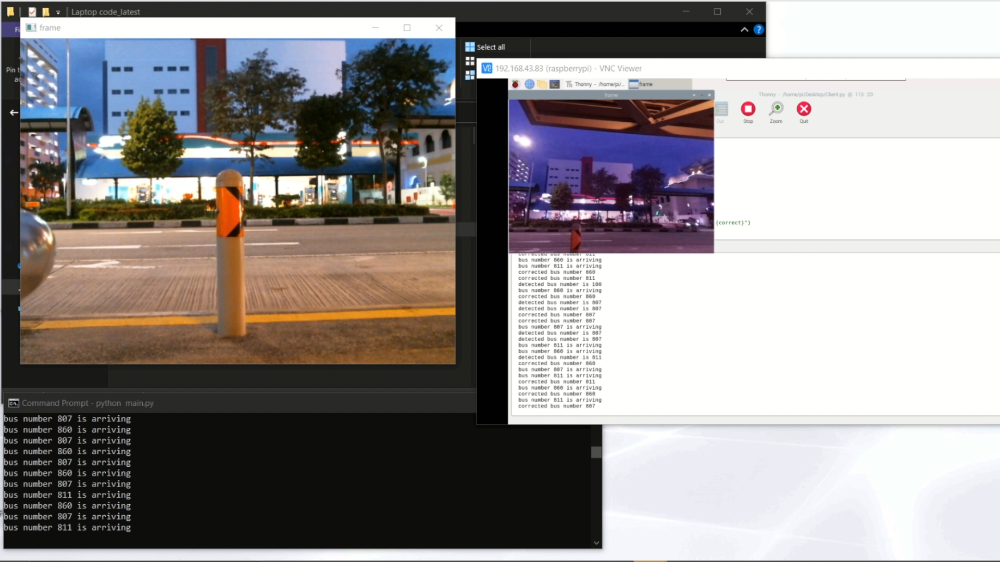 Laptop code_latest
frame
Fi
Select all
Pin t
ac
192.168.43.83 (raspberrypi) - VNC Viewer
Thonny - /home/pi/...
frame
frame
Thonny - /home/pi/Desktop/Client.py @ 113 : 23
Out
Stop
Zoom
Quit
{correct}")
corrected bus number 811
bus number 860 is arriving
bus number 811 is arriving
corrected bus number 860
corrected bus number 811
detected bus number is 100
bus number 860 is arriving
corrected bus number 860
detected bus number is 807
detected bus number is 807
corrected bus number 807
corrected bus number 807
bus number 807 is arriving
detected bus number is 807
detected bus number is 807
bus number 811 is arriving
bus number 860 is arriving
detected bus number is 811
corrected bus number 860
bus number 807 is arriving
bus number 811 is arriving
corrected bus number 811
bus number 860 is arriving
corrected bus number 860
bus number 811 is arriving
corrected bus number 807
Command Prompt - python main.py
bus number 807 is arriving
bus number 860 is arriving
bus number 807 is arriving
bus number 860 is arriving
bus number 807 is arriving
bus number 860 is arriving
bus number 807 is arriving
bus number 811 is arriving
bus number 860 is arriving
bus number 807 is arriving
bus number 811 is arriving